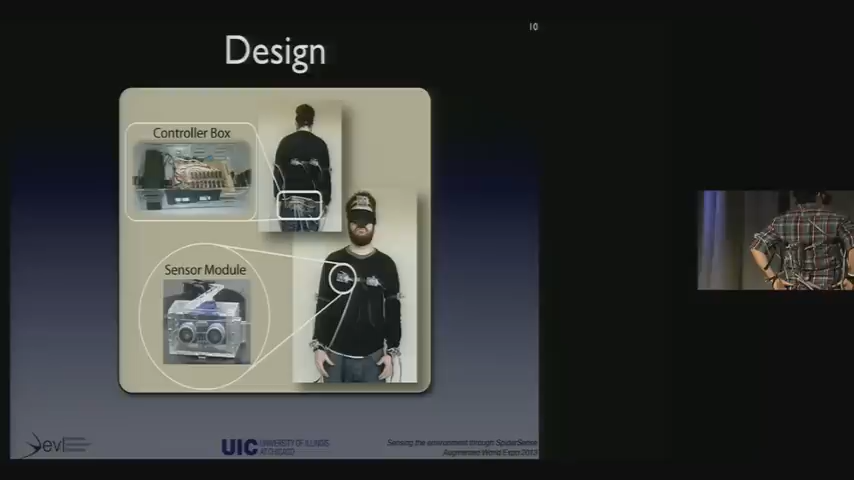 10
Design
Controller Box
Sensor Module
evl
UIC UNIVERSITY OF ILLINOIS
AT CHICAGO
Sensing the environment through SpiderSense
Augmented World Expo 2013